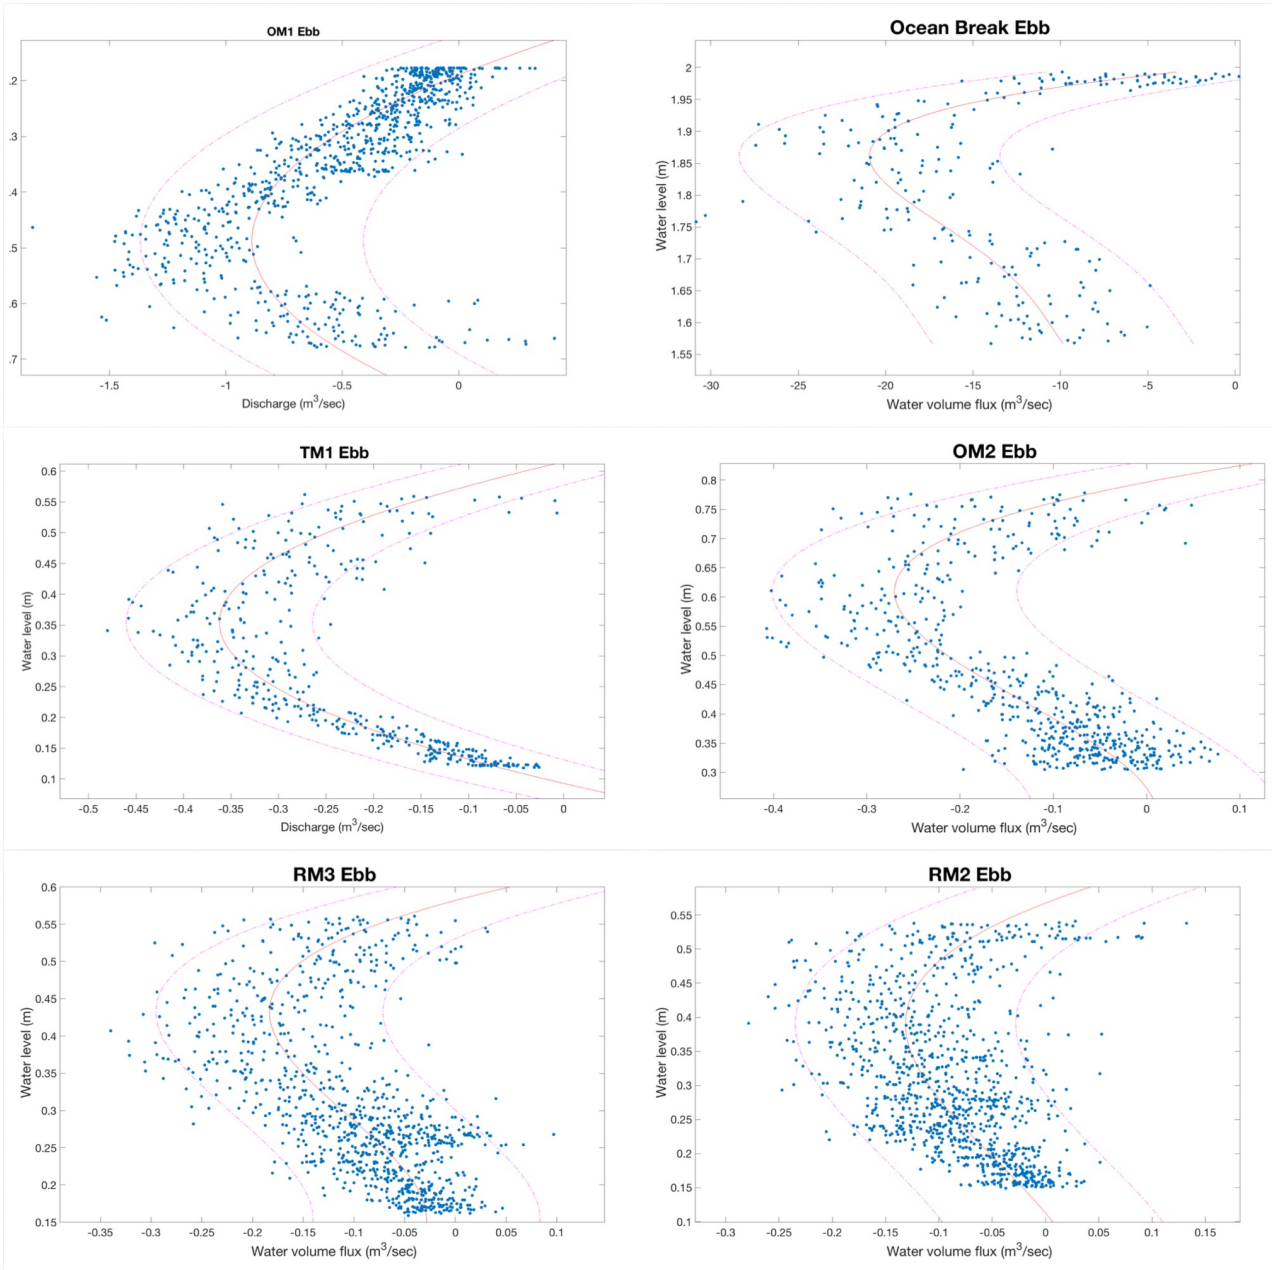 OM1 Ebb
.2
.3
.4
.5
.6
.7
-1.5 -1 -0.5 0
Discharge (m³/sec)
Ocean Break Ebb
Water level (m)
2
1.95
1.9
1.85
1.8
1.75
1.7
1.65
1.6
1.55
-30 -25 -20 -15 -10 -5 0
Water volume flux (m³/sec)
TM1 Ebb
Water level (m)
0.6
0.55
0.5
0.45
0.4
0.35
0.3
0.25
0.2
0.15
0.1
-0.5 -0.45 -0.4 -0.35 -0.3 -0.25 -0.2 -0.15 -0.1 -0.05 0
Discharge (m³/sec)
OM2 Ebb
Water level (m)
0.8
0.75
0.7
0.65
0.6
0.55
0.5
0.45
0.4
0.35
0.3
-0.4 -0.3 -0.2 -0.1 0 0.1
Water volume flux (m³/sec)
RM3 Ebb
Water level (m)
0.6
0.55
0.5
0.45
0.4
0.35
0.3
0.25
0.2
0.15
-0.35 -0.3 -0.25 -0.2 -0.15 -0.1 -0.05 0 0.05 0.1
Water volume flux (m³/sec)
RM2 Ebb
Water level (m)
0.55
0.5
0.45
0.4
0.35
0.3
0.25
0.2
0.15
0.1
-0.3 -0.25 -0.2 -0.15 -0.1 -0.05 0 0.05 0.1 0.15
Water volume flux (m³/sec)